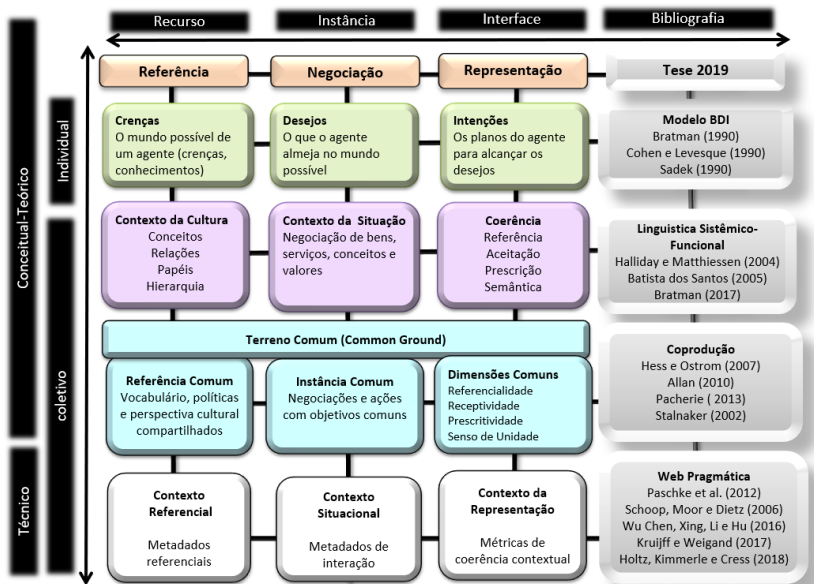 Recurso
Instância
Interface
Bibliografia
Conceitual-Teórico
Individual
coletivo
Técnico
Referência
Negociação
Representação
Tese 2019
Crenças
O mundo possível de
um agente (crenças,
conhecimentos)
Desejos
O que o agente
almeja no mundo
possível
Intenções
Os planos do agente
para alcançar os
desejos
Modelo BDI
Bratman (1990)
Cohen e Levesque (1990)
Sadek (1990)
Contexto da Cultura
Conceitos
Relações
Papéis
Hierarquia
Contexto da Situação
Negociação de bens,
serviços, conceitos e
valores
Coerência
Referência
Aceitação
Prescrição
Semântica
Linguistica Sistêmico-
Funcional
Halliday e Matthiessen (2004)
Batista dos Santos (2005)
Bratman (2017)
Terreno Comum (Common Ground)
Referência Comum
Vocabulário, políticas
e perspectiva cultural
compartilhados
Instância Comum
Negociações e ações
com objetivos comuns
Dimensões Comuns
Referencialidade
Receptividade
Prescritividade
Senso de Unidade
Coprodução
Hess e Ostrom (2007)
Allan (2010)
Pacherie ( 2013)
Stalnaker (2002)
Contexto
Referencial
Metadados
referenciais
Contexto
Situacional
Metadados de
interação
Contexto da
Representação
Métricas de
coerência contextual
Web Pragmática
Paschke et al. (2012)
Schoop, Moor e Dietz (2006)
Wu Chen, Xing, Li e Hu (2016)
Kruijff e Weigand (2017)
Holtz, Kimmerle e Cress (2018)